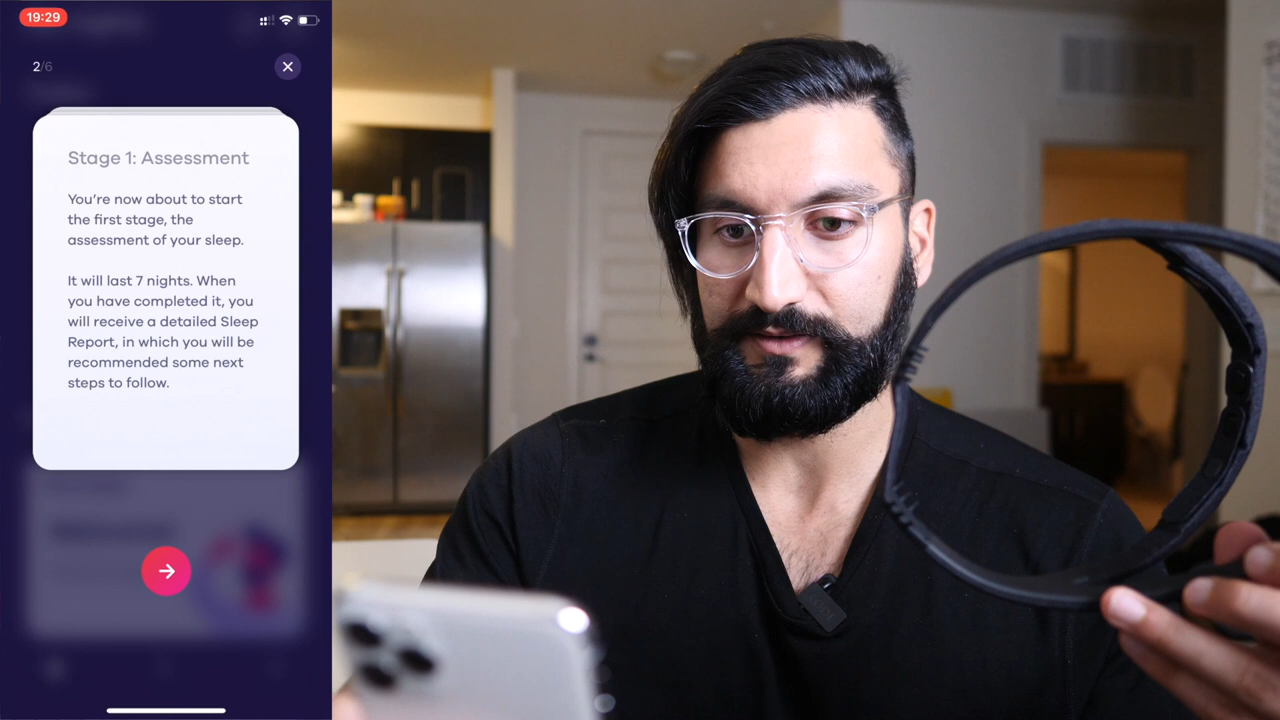 19:29
2/6
Stage 1: Assessment
You're now about to start
the first stage, the
assessment of your sleep.
It will last 7 nights. When
you have completed it, you
will receive a detailed Sleep
Report, in which you will be
recommended some next
steps to follow.